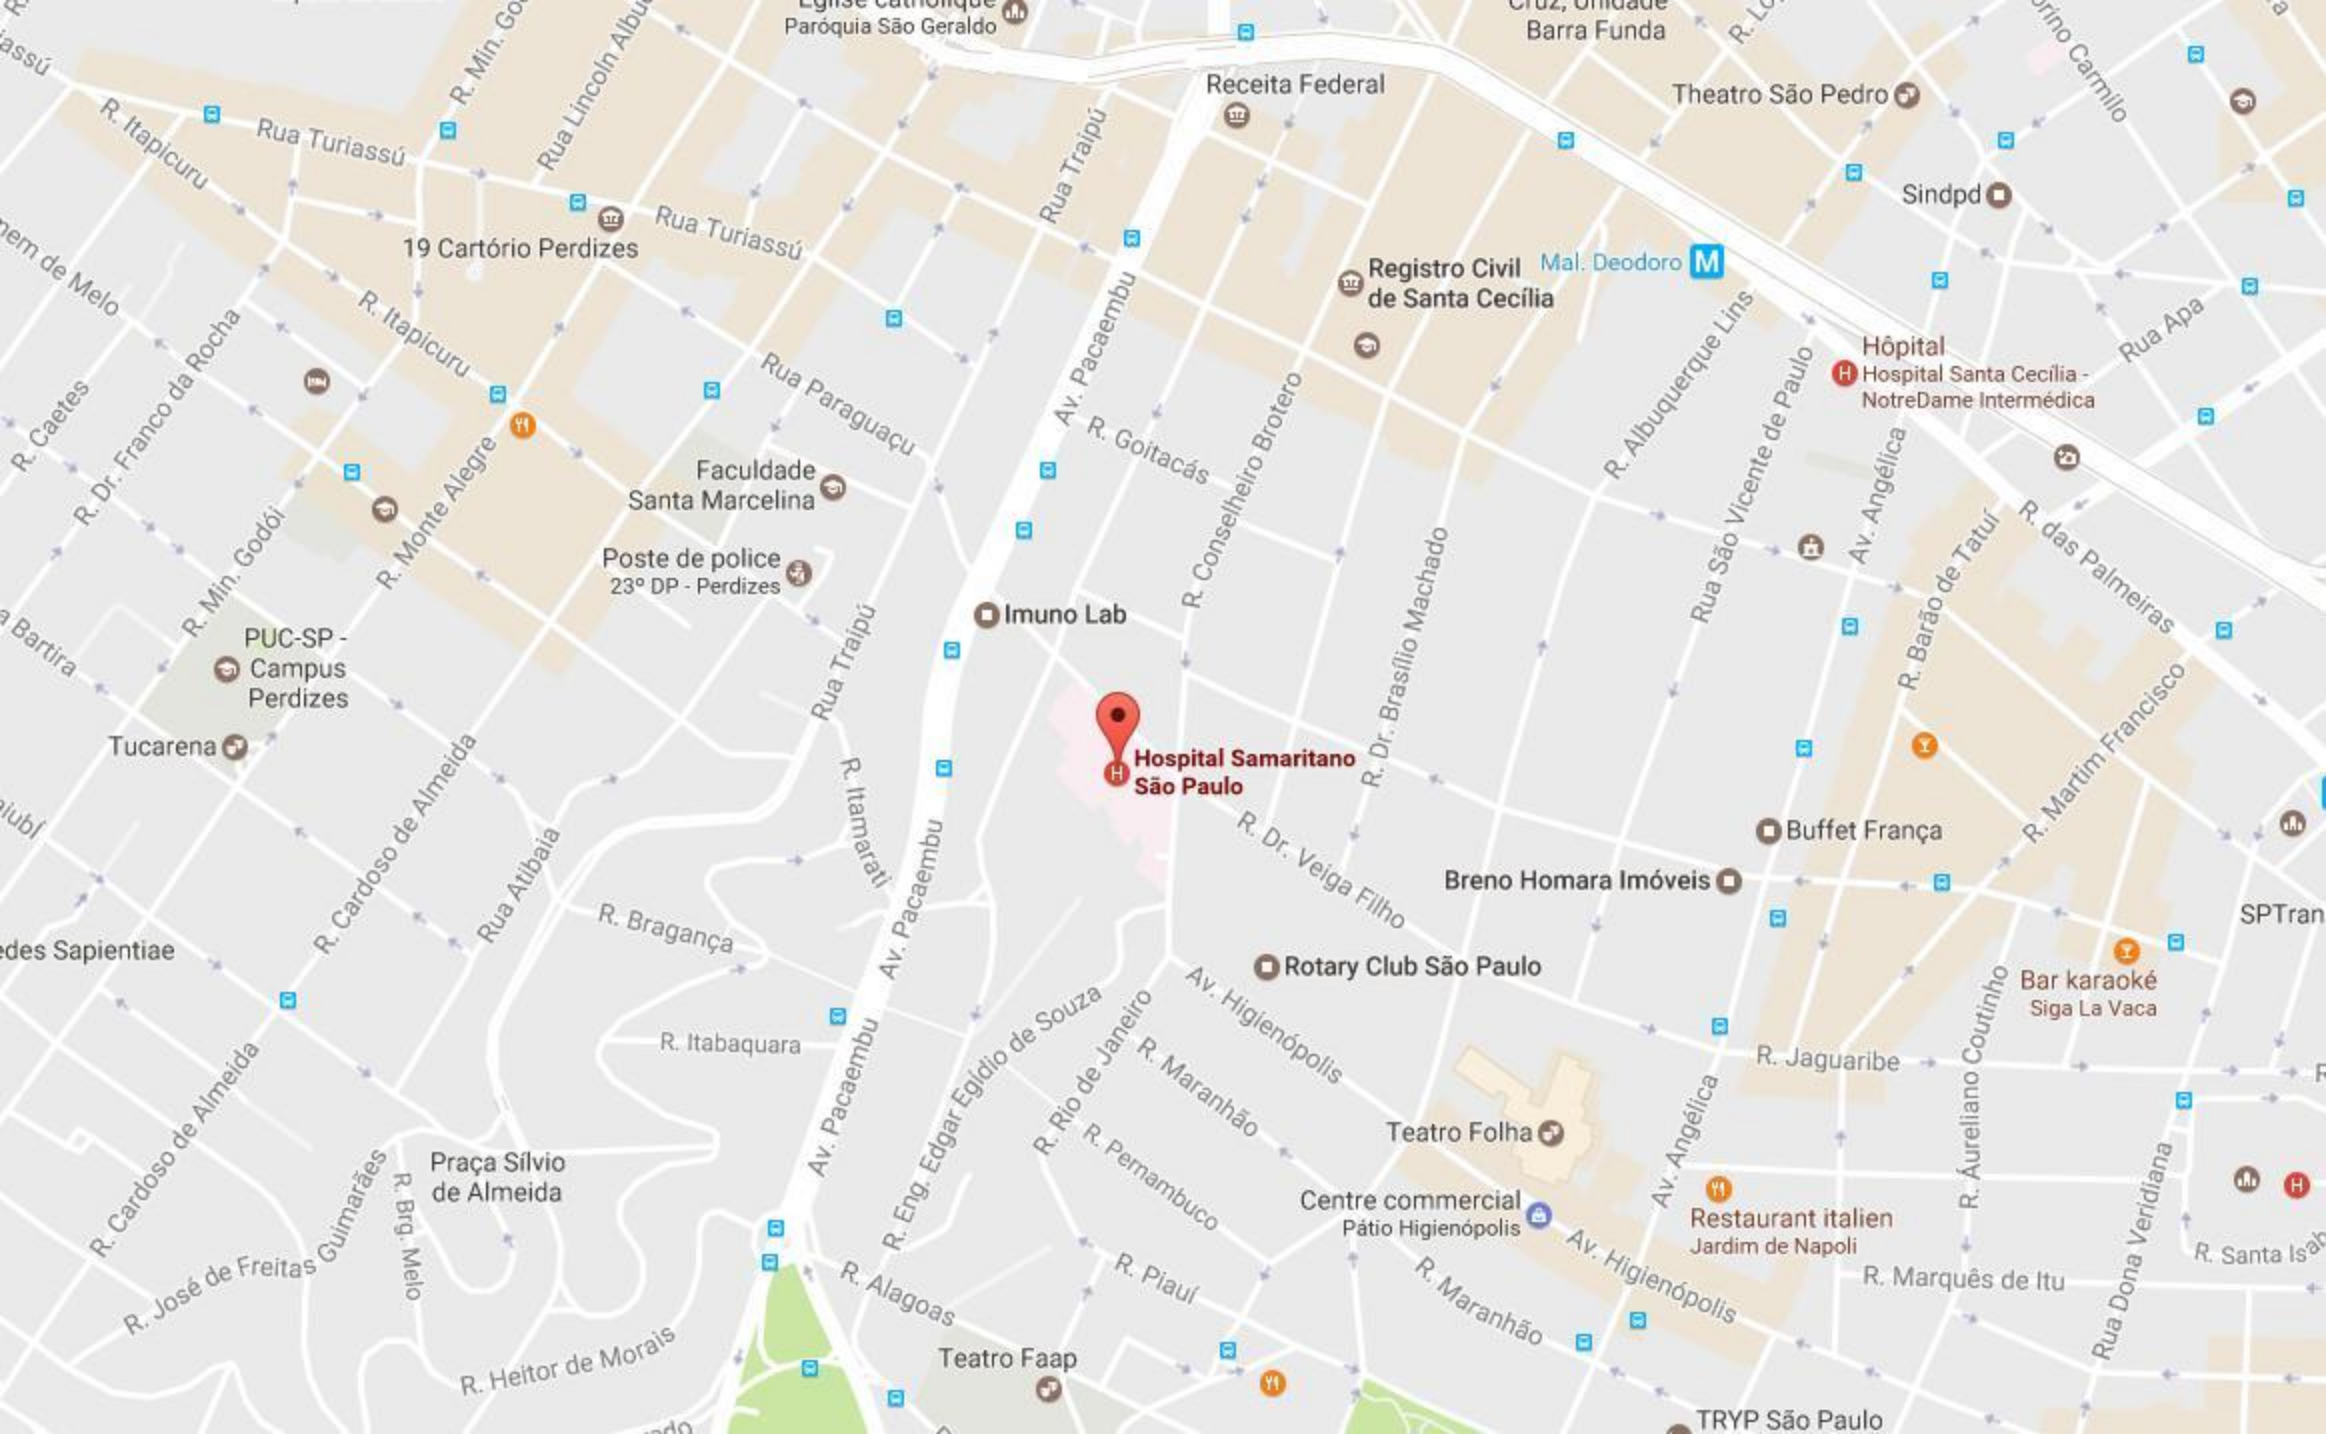 Paróquia São Geraldo
Barra Funda
Receita Federal
Theatro São Pedro
Sindpd
R. Itapicuru
Rua Turiassú
Rua Lincoln Albu
R. Min. Go
Rua Traipú
19 Cartório Perdizes
Rua Turiassú
Registro Civil
de Santa Cecília
Mal. Deodoro
M
Av. Pacaembu
R. Itapicuru
R. Dr. Franco da Rocha
R. Caetes
Rua Paraguaçu
R. Goitacás
R. Conselheiro Brotero
R. Albuquerque Lins
Rua São Vicente de Paulo
Hôpital
Hospital Santa Cecília -
NotreDame Intermédica
Rua Apa
Av. Angélica
Faculdade
Santa Marcelina
R. Monte Alegre
R. Min. Godói
Poste de police
23º DP - Perdizes
Imuno Lab
R. Dr. Brasílio Machado
R. Barão de Tatuí
R. das Palmeiras
PUC-SP -
Campus
Perdizes
Tucarena
Rua Traipú
R. Itamarati
Hospital Samaritano
São Paulo
R. Martim Francisco
Buffet França
Breno Homara Imóveis
R. Dr. Veiga Filho
R. Cardoso de Almeida
Rua Atibaia
R. Bragança
Av. Pacaembu
SPTran
edes Sapientiae
Rotary Club São Paulo
Bar karaoké
Siga La Vaca
R. Itabaquara
Av. Pacaembu
R. Eng. Edgar Egídio de Souza
R. Rio de Janeiro
Av. Higienópolis
R. Maranhão
R. Jaguaribe
R. Aureliano Coutinho
R. Cardoso de Almeida
Teatro Folha
Av. Angélica
R. Pernambuco
Praça Sílvio
de Almeida
Centre commercial
Pátio Higienópolis
Restaurant italien
Jardim de Napoli
Rua Dona Veridiana
R. Santa Isab
R. José de Freitas Guimarães
R. Brg. Melo
R. Alagoas
R. Piauí
R. Maranhão
Av. Higienópolis
R. Marquês de Itu
R. Heitor de Morais
Teatro Faap
TRYP São Paulo